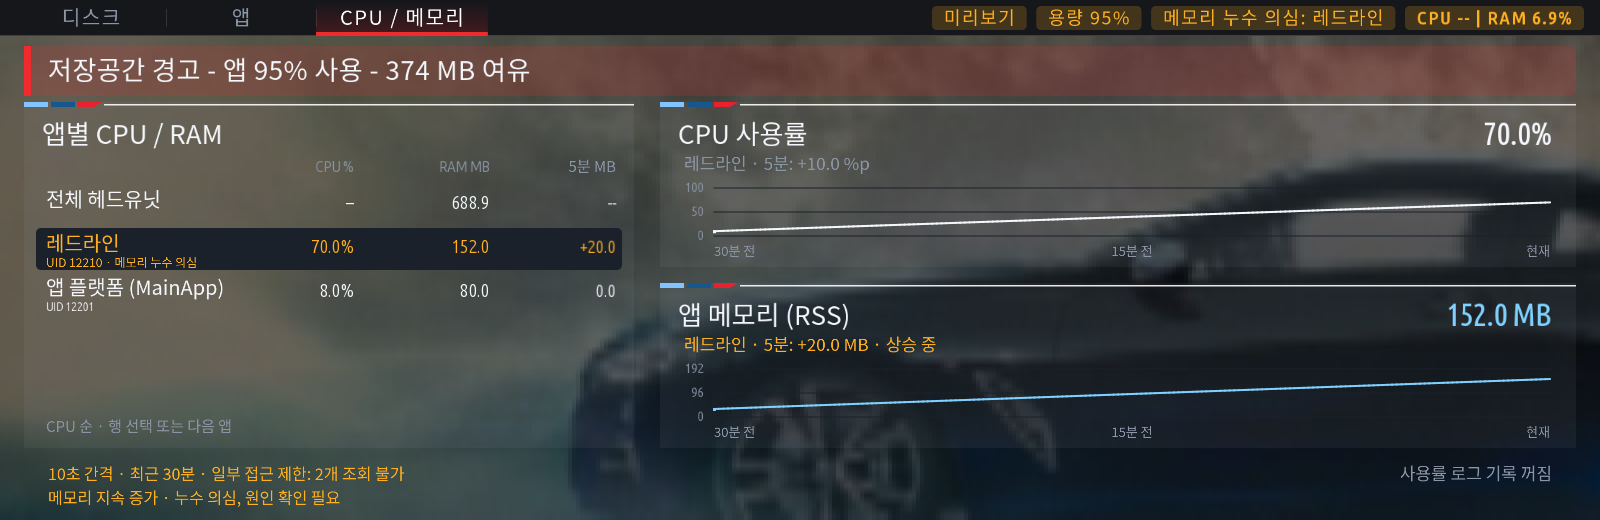 디스크
앱
CPU / 메모리
미리보기
용량 95%
메모리 누수 의심: 레드라인
CPU -- | RAM 6.9%
저장공간 경고 - 앱 95% 사용 - 374 MB 여유
앱별 CPU / RAM
CPU % RAM MB 5분 MB
전체 헤드유닛 – 688.9 --
레드라인 70.0% 152.0 +20.0
UID 12210 · 메모리 누수 의심
앱 플랫폼 (MainApp) 8.0% 80.0 0.0
UID 12201
CPU 순 · 행 선택 또는 다음 앱
10초 간격 · 최근 30분 · 일부 접근 제한: 2개 조회 불가
메모리 지속 증가 · 누수 의심, 원인 확인 필요
CPU 사용률 70.0%
레드라인 · 5분: +10.0 %p
100
50
0
30분 전 15분 전 현재
앱 메모리 (RSS) 152.0 MB
레드라인 · 5분: +20.0 MB · 상승 중
192
96
0
30분 전 15분 전 현재
사용률 로그 기록 꺼짐